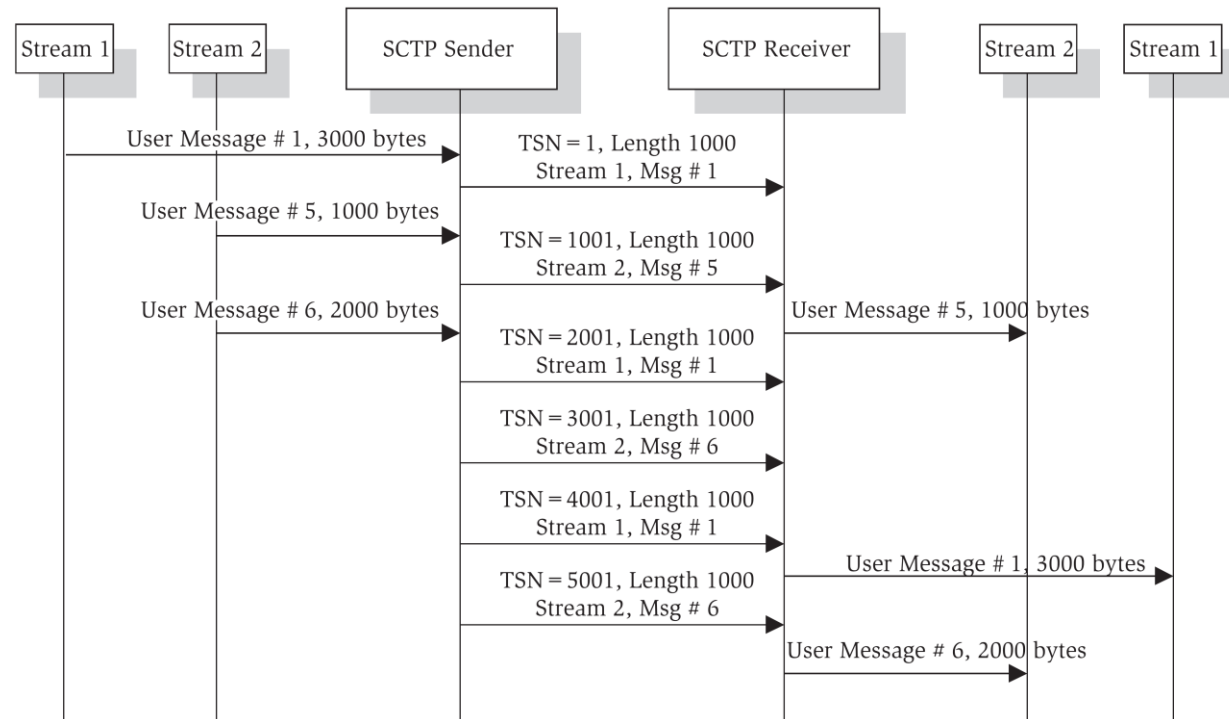 Stream 1
Stream 2
SCTP Sender
SCTP Receiver
Stream 2
Stream 1
User Message # 1, 3000 bytes
TSN = 1, Length 1000
Stream 1, Msg # 1
User Message # 5, 1000 bytes
TSN = 1001, Length 1000
Stream 2, Msg # 5
User Message # 6, 2000 bytes
User Message # 5, 1000 bytes
TSN = 2001, Length 1000
Stream 1, Msg # 1
TSN = 3001, Length 1000
Stream 2, Msg # 6
TSN = 4001, Length 1000
Stream 1, Msg # 1
User Message # 1, 3000 bytes
TSN = 5001, Length 1000
Stream 2, Msg # 6
User Message # 6, 2000 bytes